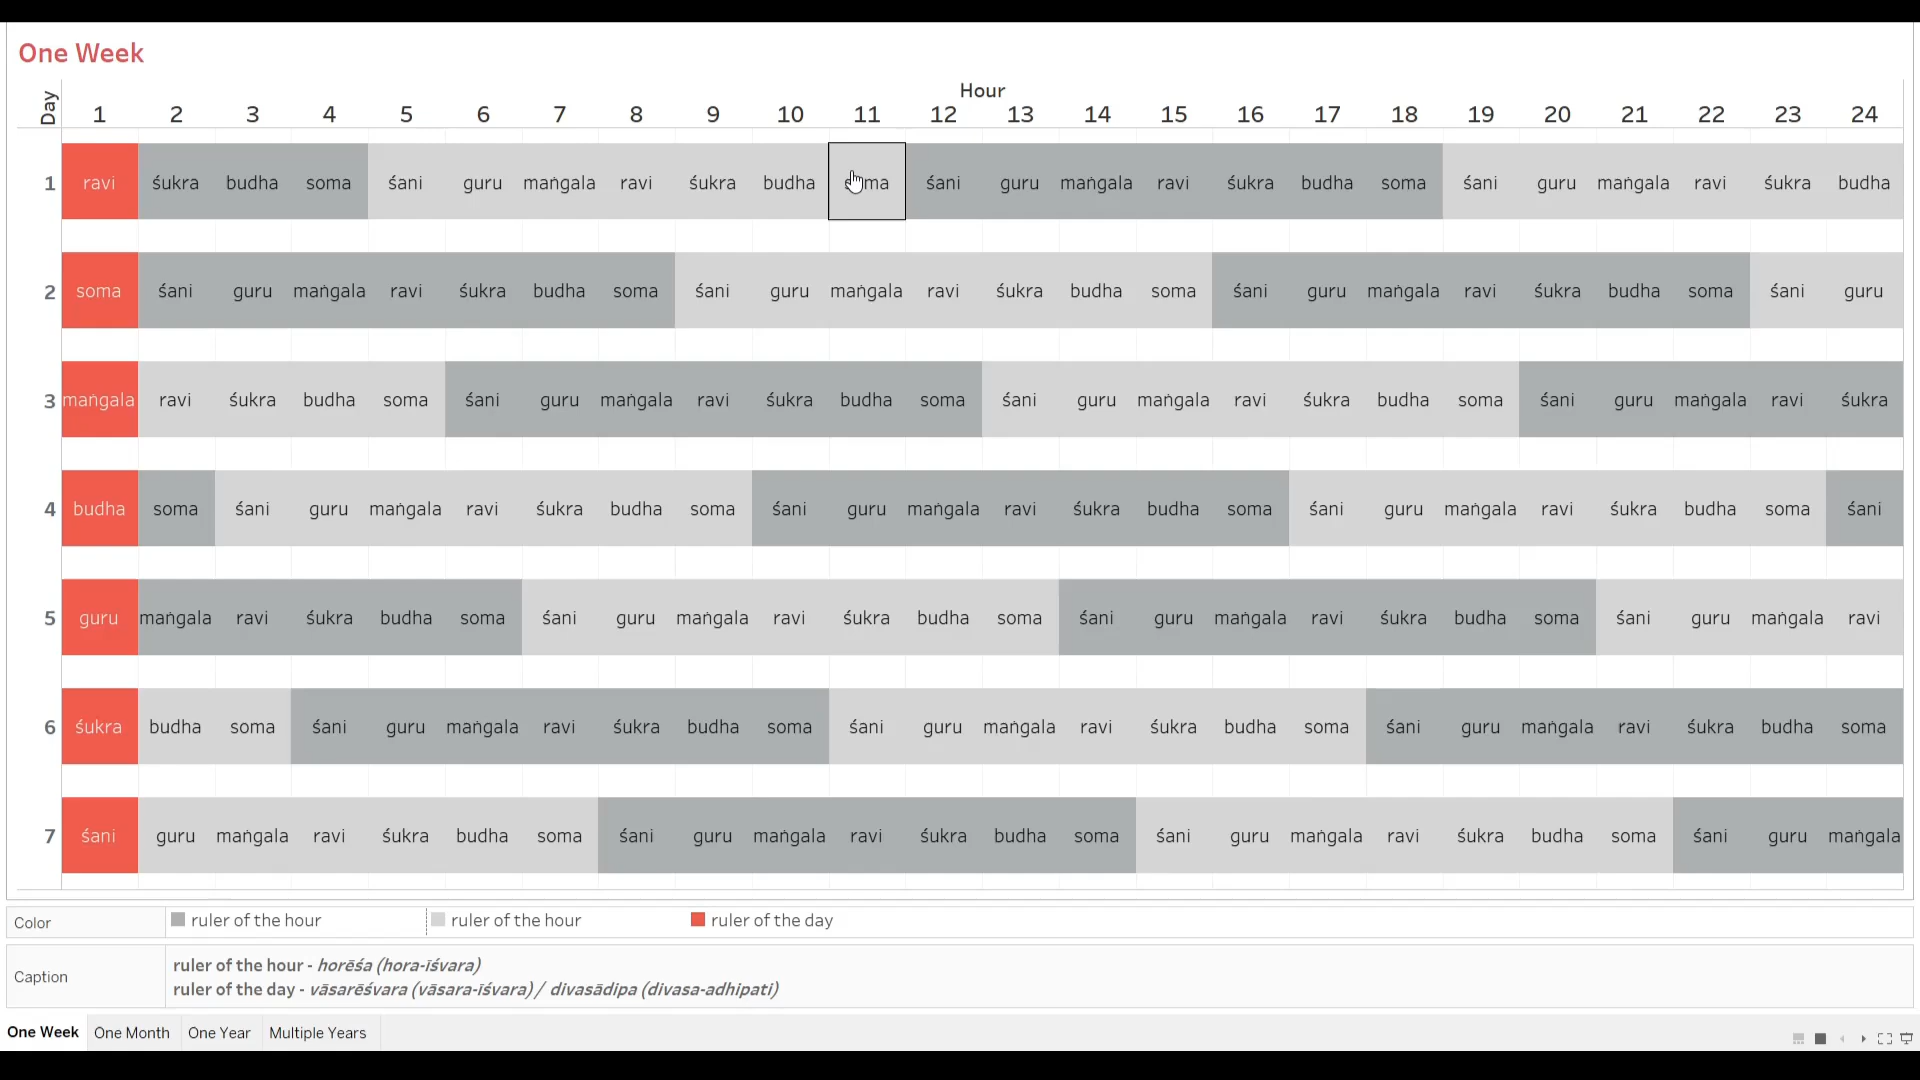 One Week
Hour
Day 1 2 3 4 5 6 7 8 9 10 11 12 13 14 15 16 17 18 19 20 21 22 23 24
1 ravi śukra budha soma śani guru maṅgala ravi śukra budha śani guru maṅgala ravi śukra budha soma śani guru maṅgala ravi śukra budha
2 soma śani guru maṅgala ravi śukra budha soma śani guru maṅgala ravi śukra budha soma śani guru maṅgala ravi śukra budha soma śani guru
3 maṅgala ravi śukra budha soma śani guru maṅgala ravi śukra budha soma śani guru maṅgala ravi śukra budha soma śani guru maṅgala ravi śukra
4 budha soma śani guru maṅgala ravi śukra budha soma śani guru maṅgala ravi śukra budha soma śani guru maṅgala ravi śukra budha soma śani
5 guru maṅgala ravi śukra budha soma śani guru maṅgala ravi śukra budha soma śani guru maṅgala ravi śukra budha soma śani guru maṅgala ravi
6 śukra budha soma śani guru maṅgala ravi śukra budha soma śani guru maṅgala ravi śukra budha soma śani guru maṅgala ravi śukra budha soma
7 śani guru maṅgala ravi śukra budha soma śani guru maṅgala ravi śukra budha soma śani guru maṅgala ravi śukra budha soma śani guru maṅgala
Color ruler of the hour ruler of the hour ruler of the day
Caption
ruler of the hour - horēśa (hora-īśvara)
ruler of the day - vāsarēśvara (vāsara-īśvara) / divasādipa (divasa-adhipati)
One Week One Month One Year Multiple Years